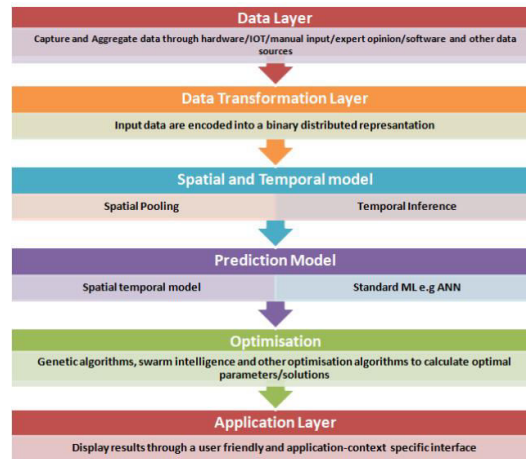 Data Layer
Capture and Aggregate data through hardware/IOT/manual input/expert opinion/software and other data
sources
Data Transformation Layer
Input data are encoded into a binary distributed represantation
Spatial and Temporal model
Spatial Pooling
Temporal Inference
Prediction Model
Spatial temporal model
Standard ML e.g ANN
Optimisation
Genetic algorithms, swarm intelligence and other optimisation algorithms to calculate optimal
parameters/solutions
Application Layer
Display results through a user friendly and application-context specific interface